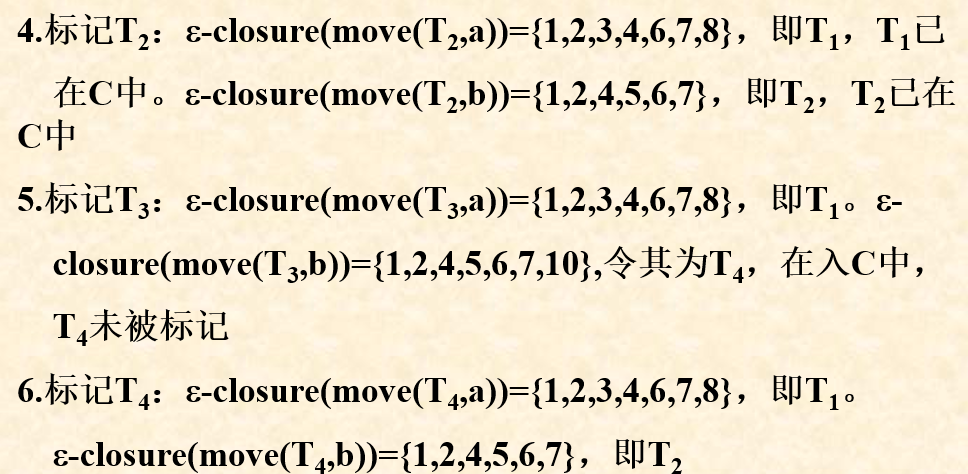 4.标记T₂：ε-closure(move(T₂,a))={1,2,3,4,6,7,8}，即T₁，T₁已
在C中。ε-closure(move(T₂,b))={1,2,4,5,6,7}，即T₂，T₂已在
C中
5.标记T₃：ε-closure(move(T₃,a))={1,2,3,4,6,7,8}，即T₁。ε-
closure(move(T₃,b))={1,2,4,5,6,7,10},令其为T₄，在入C中，
T₄未被标记
6.标记T₄：ε-closure(move(T₄,a))={1,2,3,4,6,7,8}，即T₁。
ε-closure(move(T₄,b))={1,2,4,5,6,7}，即T₂